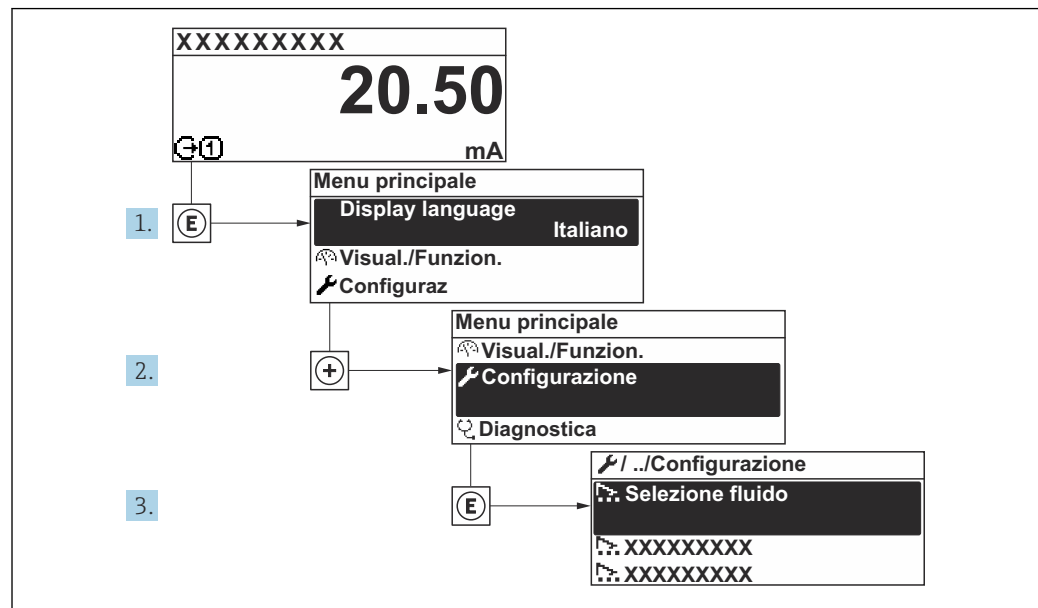 XXXXXXXXX
20.50
1 mA
1. E
Menu principale
Display language
Italiano
Visual./Funzion.
Configuraz
2. +
Menu principale
Visual./Funzion.
Configurazione
Diagnostica
3. E
/ ../Configurazione
Selezione fluido
XXXXXXXXX
XXXXXXXXX